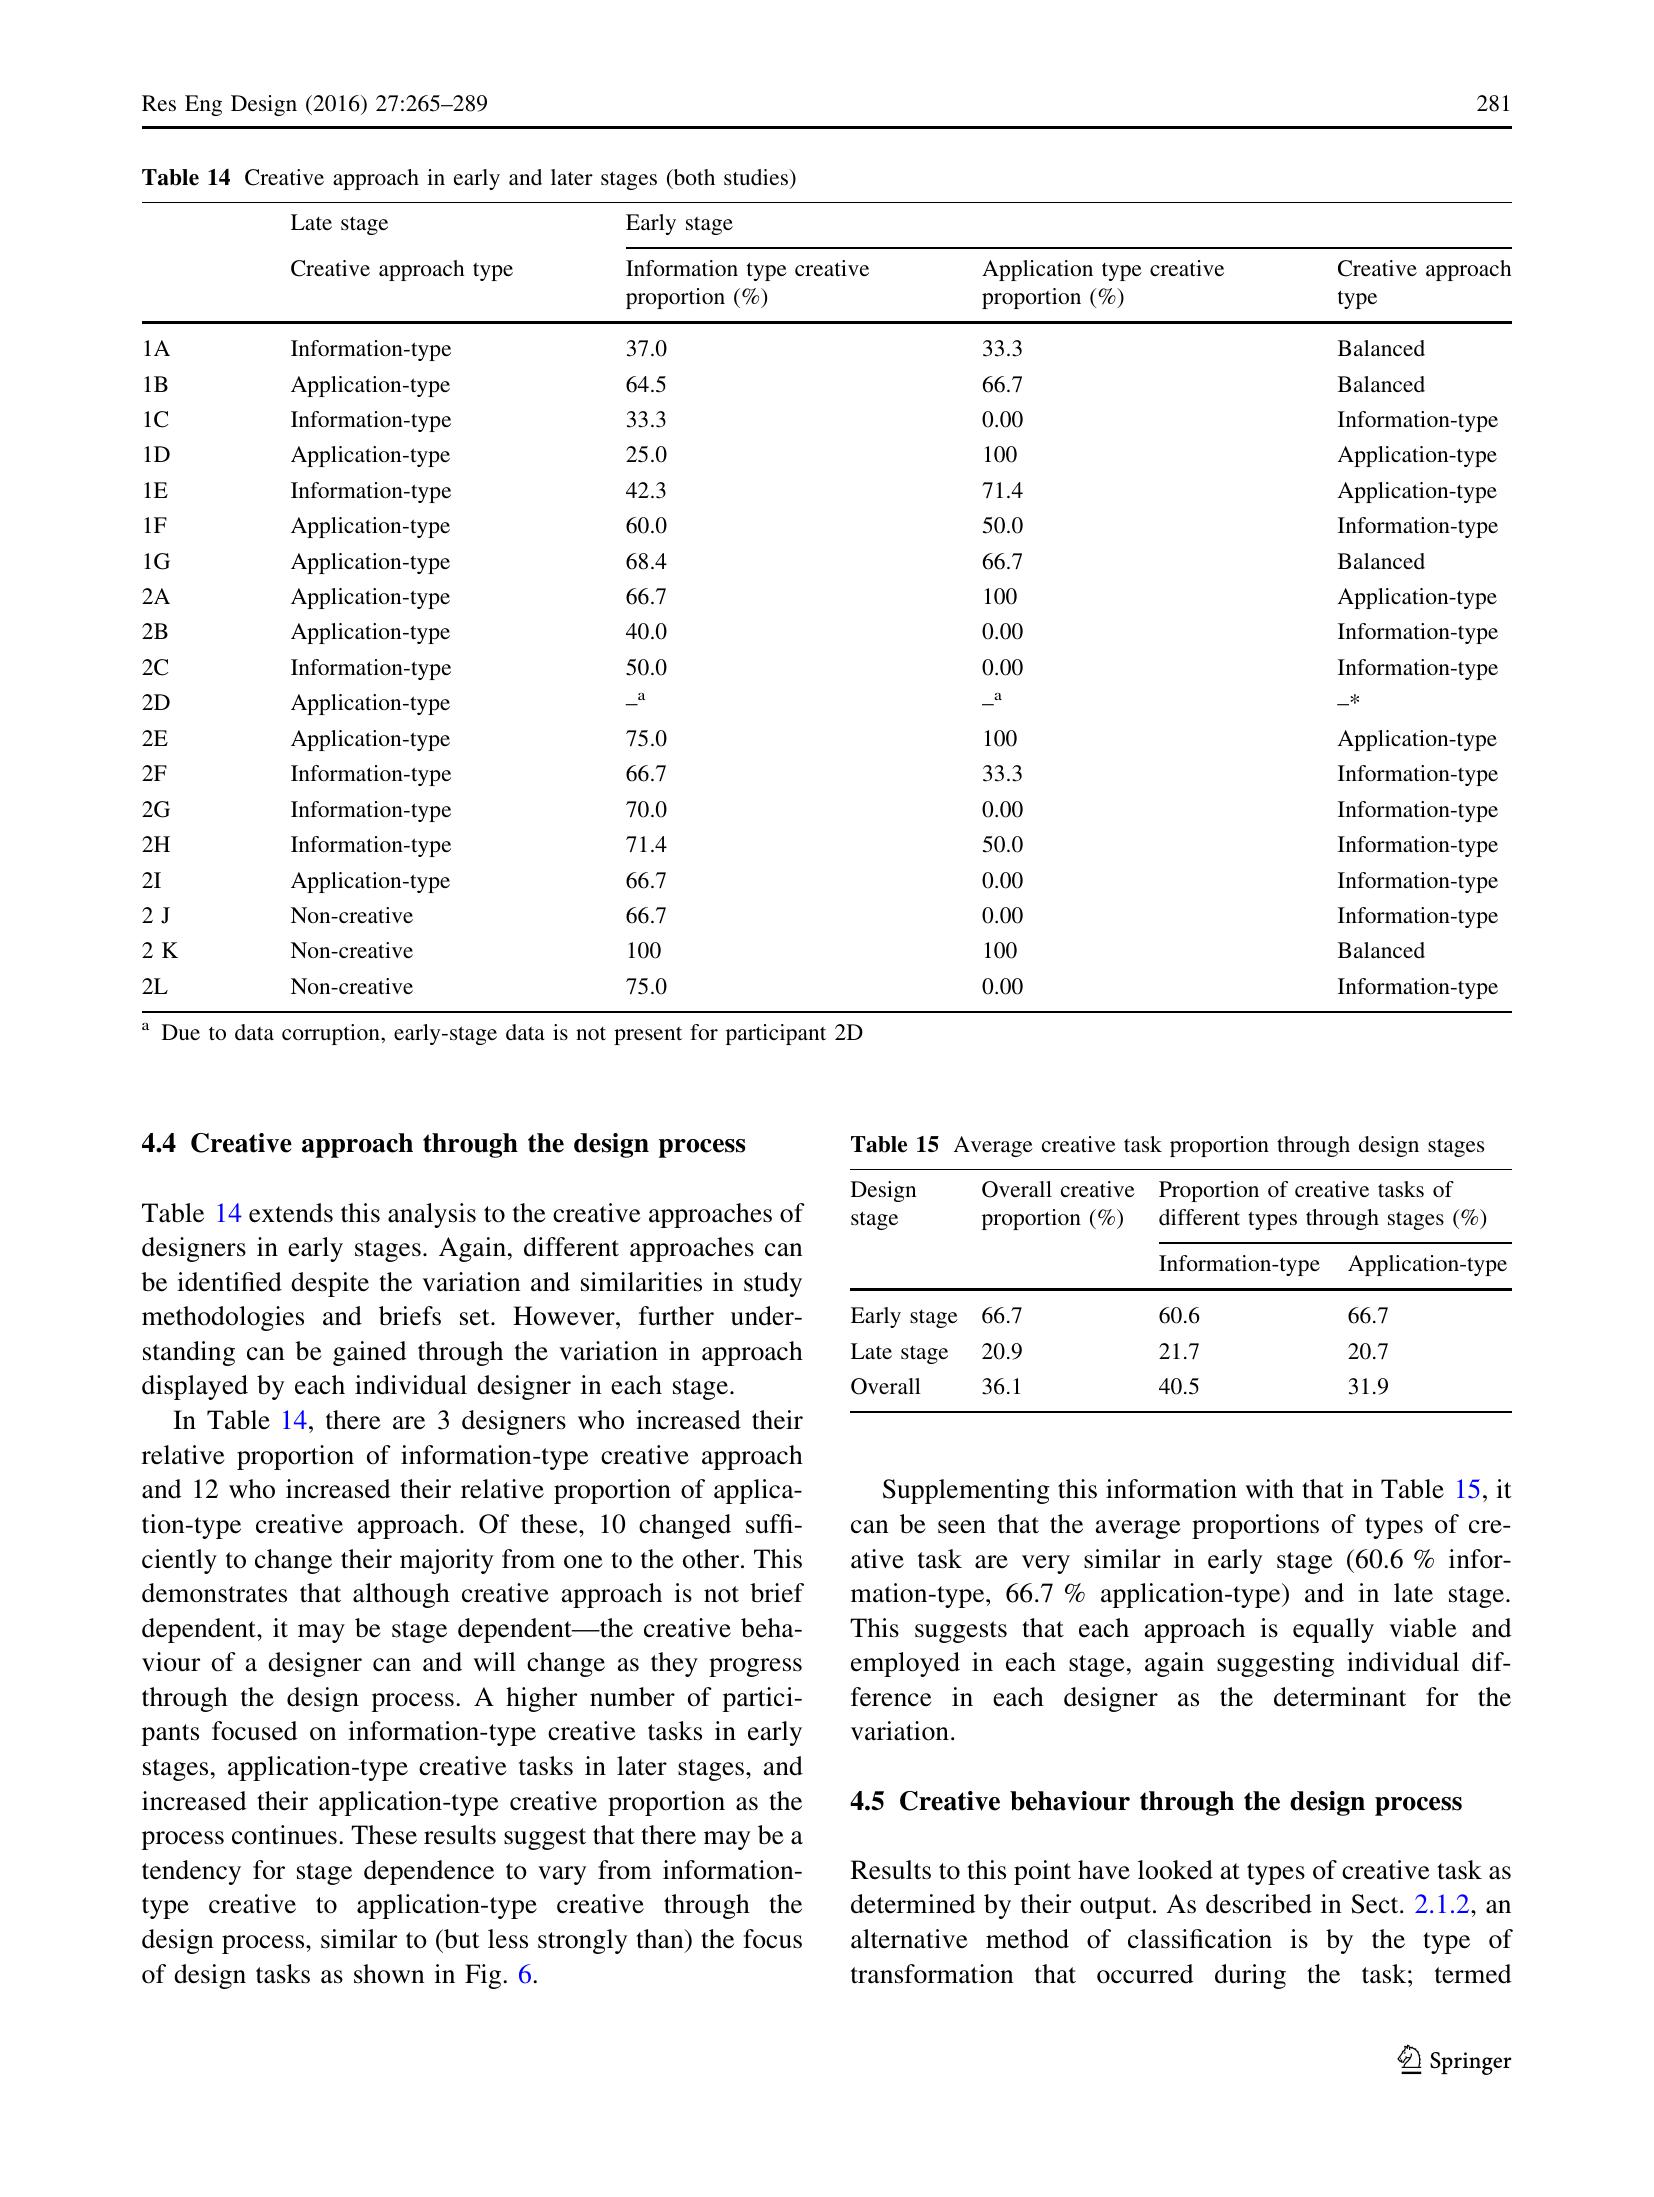 Res Eng Design (2016) 27:265–289 281
Table 14 Creative approach in early and later stages (both studies)
Late stage Early stage
Creative approach type Information type creative proportion (%) Application type creative proportion (%) Creative approach type
1A Information-type 37.0 33.3 Balanced
1B Application-type 64.5 66.7 Balanced
1C Information-type 33.3 0.00 Information-type
1D Application-type 25.0 100 Application-type
1E Information-type 42.3 71.4 Application-type
1F Application-type 60.0 50.0 Information-type
1G Application-type 68.4 66.7 Balanced
2A Application-type 66.7 100 Application-type
2B Application-type 40.0 0.00 Information-type
2C Information-type 50.0 0.00 Information-type
2D Application-type –a –a –*
2E Application-type 75.0 100 Application-type
2F Information-type 66.7 33.3 Information-type
2G Information-type 70.0 0.00 Information-type
2H Information-type 71.4 50.0 Information-type
2I Application-type 66.7 0.00 Information-type
2 J Non-creative 66.7 0.00 Information-type
2 K Non-creative 100 100 Balanced
2L Non-creative 75.0 0.00 Information-type
a Due to data corruption, early-stage data is not present for participant 2D
4.4 Creative approach through the design process
Table 14 extends this analysis to the creative approaches of
designers in early stages. Again, different approaches can
be identified despite the variation and similarities in study
methodologies and briefs set. However, further under-
standing can be gained through the variation in approach
displayed by each individual designer in each stage.
In Table 14, there are 3 designers who increased their
relative proportion of information-type creative approach
and 12 who increased their relative proportion of applica-
tion-type creative approach. Of these, 10 changed suffi-
ciently to change their majority from one to the other. This
demonstrates that although creative approach is not brief
dependent, it may be stage dependent—the creative beha-
viour of a designer can and will change as they progress
through the design process. A higher number of partici-
pants focused on information-type creative tasks in early
stages, application-type creative tasks in later stages, and
increased their application-type creative proportion as the
process continues. These results suggest that there may be a
tendency for stage dependence to vary from information-
type creative to application-type creative through the
design process, similar to (but less strongly than) the focus
of design tasks as shown in Fig. 6.
Table 15 Average creative task proportion through design stages
Design stage Overall creative proportion (%) Proportion of creative tasks of different types through stages (%)
Information-type Application-type
Early stage 66.7 60.6 66.7
Late stage 20.9 21.7 20.7
Overall 36.1 40.5 31.9
Supplementing this information with that in Table 15, it
can be seen that the average proportions of types of cre-
ative task are very similar in early stage (60.6 % infor-
mation-type, 66.7 % application-type) and in late stage.
This suggests that each approach is equally viable and
employed in each stage, again suggesting individual dif-
ference in each designer as the determinant for the
variation.
4.5 Creative behaviour through the design process
Results to this point have looked at types of creative task as
determined by their output. As described in Sect. 2.1.2, an
alternative method of classification is by the type of
transformation that occurred during the task; termed
Springer